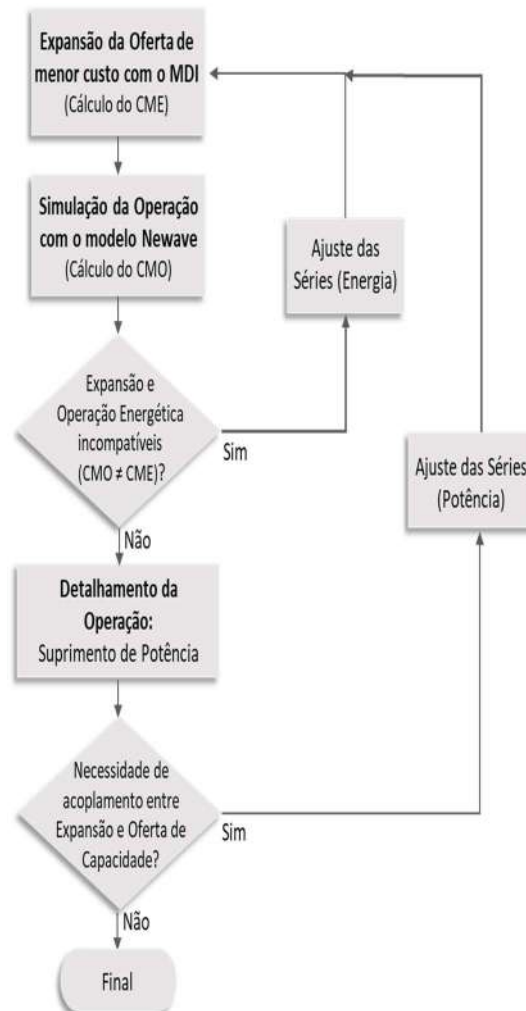 Expansão da Oferta de
menor custo com o MDI
(Cálculo do CME)
Simulação da Operação
com o modelo Newave
(Cálculo do CMO)
Ajuste das
Séries (Energia)
Expansão e
Operação Energética
incompatíveis
(CMO ≠ CME)?
Sim
Ajuste das Séries
(Potência)
Não
Detalhamento da
Operação:
Suprimento de Potência
Necessidade de
acoplamento entre
Expansão e Oferta de
Capacidade?
Sim
Não
Final